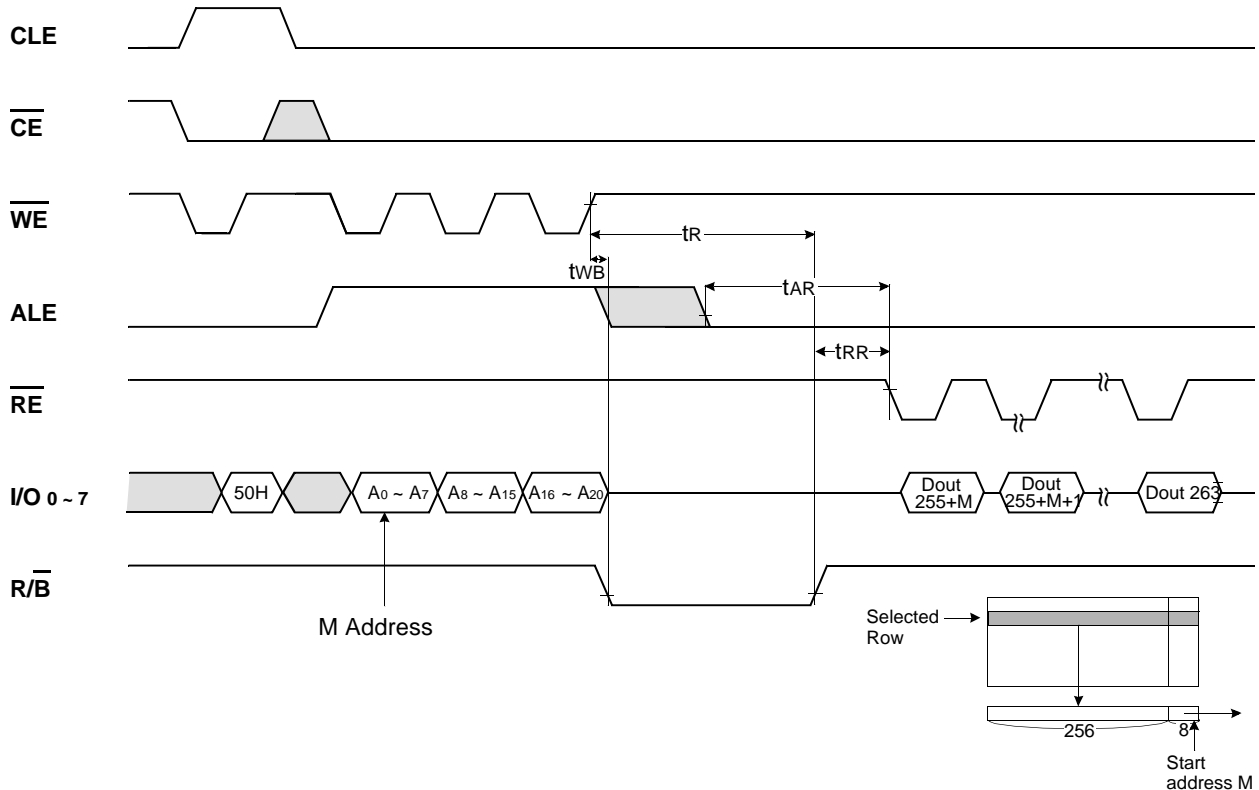 CLE
CE
WE
tR
tWB
tAR
ALE
tRR
RE
I/O 0 ~ 7
50H
A0 ~ A7
A8 ~ A15
A16 ~ A20
Dout
255+M
Dout
255+M+1
Dout 263
R/B
M Address
Selected
Row
256
8
Start
address M